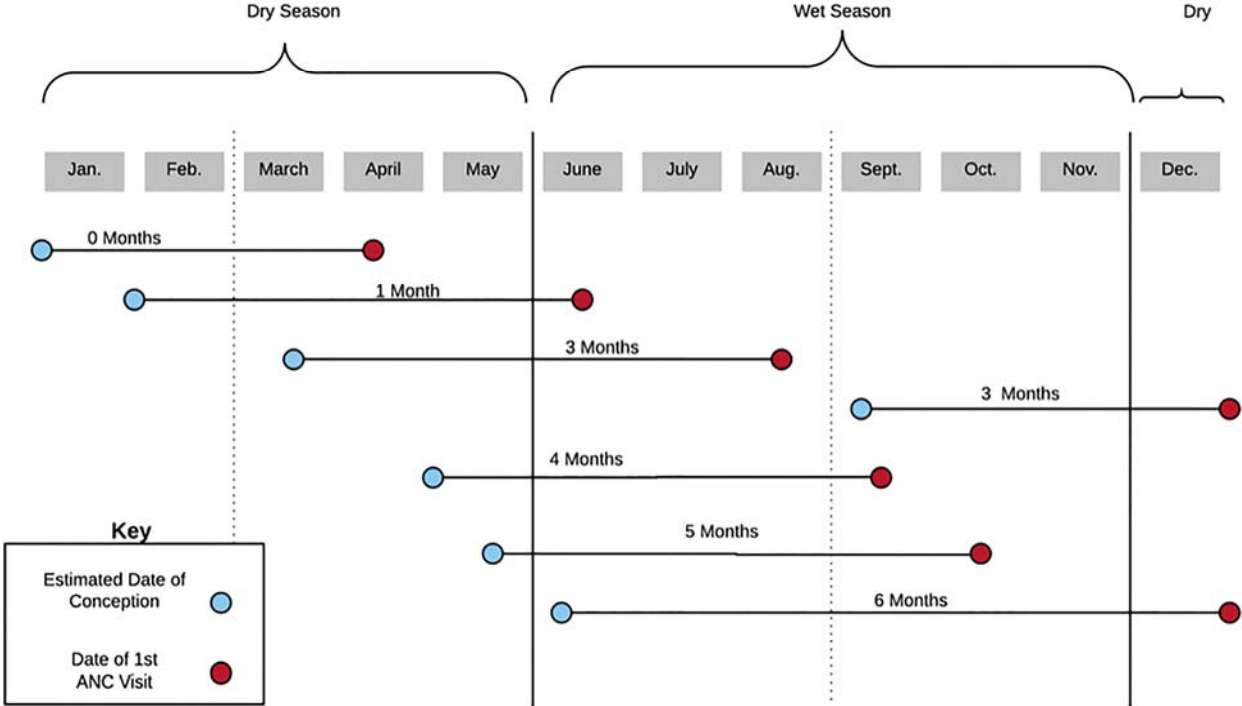 Dry Season
Wet Season
Dry
Jan.
Feb.
March
April
May
June
July
Aug.
Sept.
Oct.
Nov.
Dec.
0 Months
1 Month
3 Months
3 Months
4 Months
5 Months
6 Months
Key
Estimated Date of
Conception
Date of 1st
ANC Visit